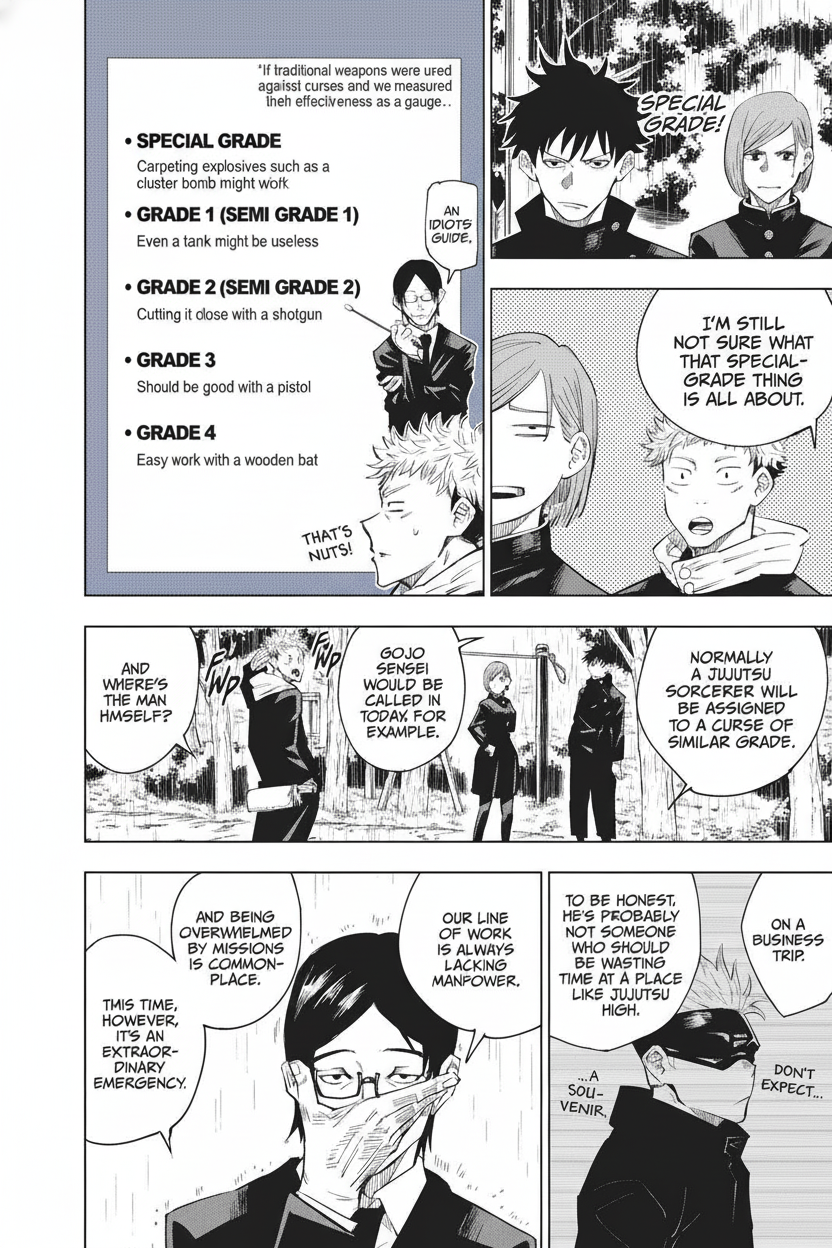 SPECIAL
GRADE!
I'M STILL
NOT SURE WHAT
THAT SPECIAL-
GRADE THING
IS ALL ABOUT.
"If traditional weapons were ured
agaiist curses and we measured
theh effeciveness as a gauge..
• SPECIAL GRADE
Carpeting explosives such as a
cluster bomb might work
• GRADE 1 (SEMI GRADE 1)
Even a tank might be useless
• GRADE 2 (SEMI GRADE 2)
Cutting it close with a shotgun
• GRADE 3
Should be good with a pistol
• GRADE 4
Easy work with a wooden bat
AN
IDIOTS
GUIDE.
THAT'S
NUTS!
NORMALLY
A JUJUTSU
SORCERER WILL
BE ASSIGNED
TO A CURSE OF
SIMILAR GRADE.
GOJO
SENSEI
WOULD BE
CALLED IN
TODAY, FOR
EXAMPLE.
FWP
FWP
AND
WHERE'S
THE MAN
HMSELF?
ON A
BUSINESS
TRIP.
TO BE HONEST,
HE'S PROBAELY
NOT SOMEONE
WHO SHOULD
BE WASTING
TIME AT A PLACE
LIKE JUJUTSU
HIGH.
DON'T
EXPECT...
...A
SOU-
VENIR.
OUR LINE
OF WORK
IS ALWAYS
LACKING
MANFOWER,
AND BEING
OVERWHELMED
BY MISSIONS
IS COMMON-
PLACE.
THIS TIME,
HOWEVER,
IT'S AN
EXTRAOR-
DINARY
EMERGENCY.